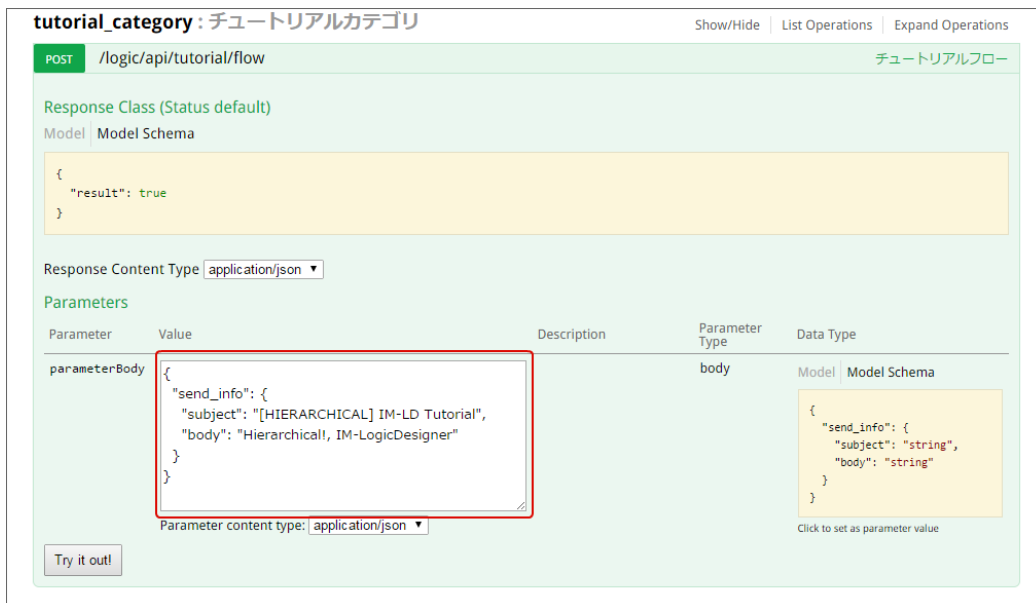 tutorial_category : チュートリアルカテゴリ
Show/Hide List Operations Expand Operations
POST /logic/api/tutorial/flow チュートリアルフロー
Response Class (Status default)
Model Model Schema
{
"result": true
}
Response Content Type application/json
Parameters
Parameter Value Description Parameter Type Data Type
parameterBody
{
"send_info": {
"subject": "[HIERARCHICAL] IM-LD Tutorial",
"body": "Hierarchical!, IM-LogicDesigner"
}
}
Parameter content type: application/json
body
Model Model Schema
{
"send_info": {
"subject": "string",
"body": "string"
}
}
Click to set as parameter value
Try it out!